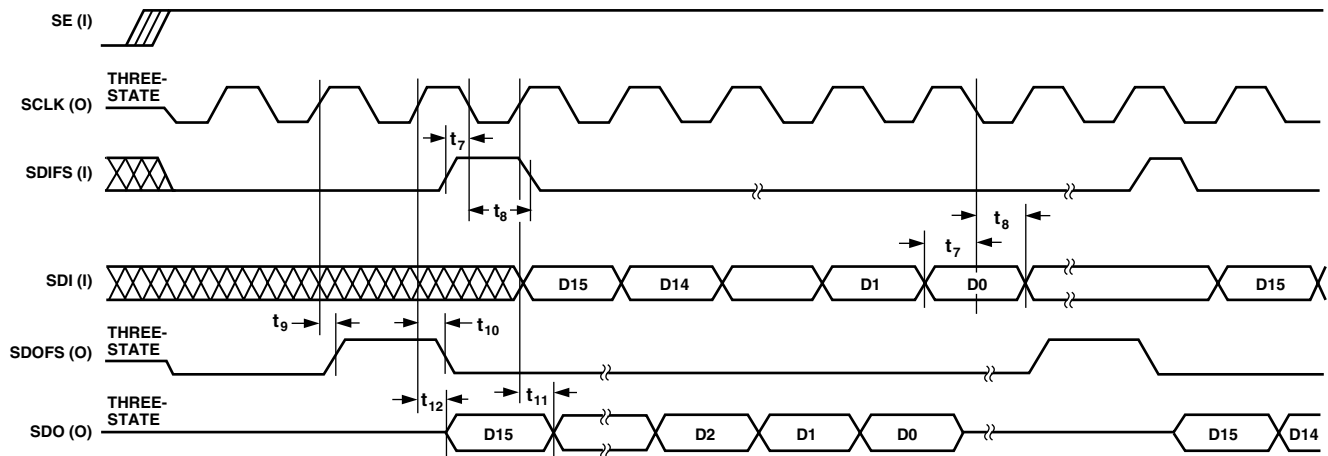 SE (I)
THREE-
STATE
SCLK (O)
t7
SDIFS (I)
t8
t8
t7
SDI (I)
D15
D14
D1
D0
D15
t9
t10
THREE-
STATE
SDOFS (O)
t12
t11
THREE-
STATE
SDO (O)
D15
D2
D1
D0
D15
D14